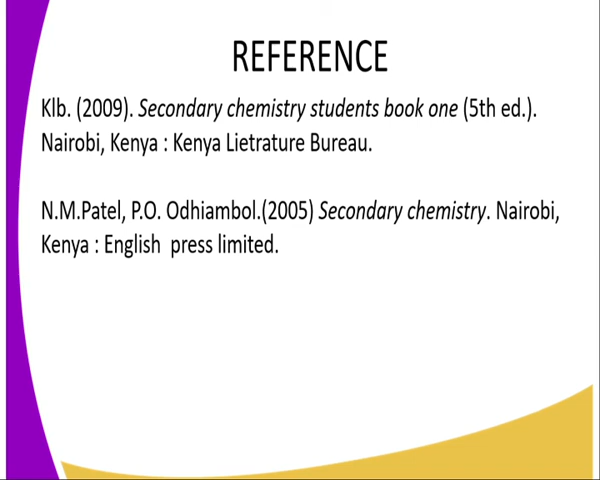 REFERENCE
Klb. (2009). Secondary chemistry students book one (5th ed.).
Nairobi, Kenya : Kenya Lietrature Bureau.
N.M.Patel, P.O. Odhiambol.(2005) Secondary chemistry. Nairobi,
Kenya : English  press limited.